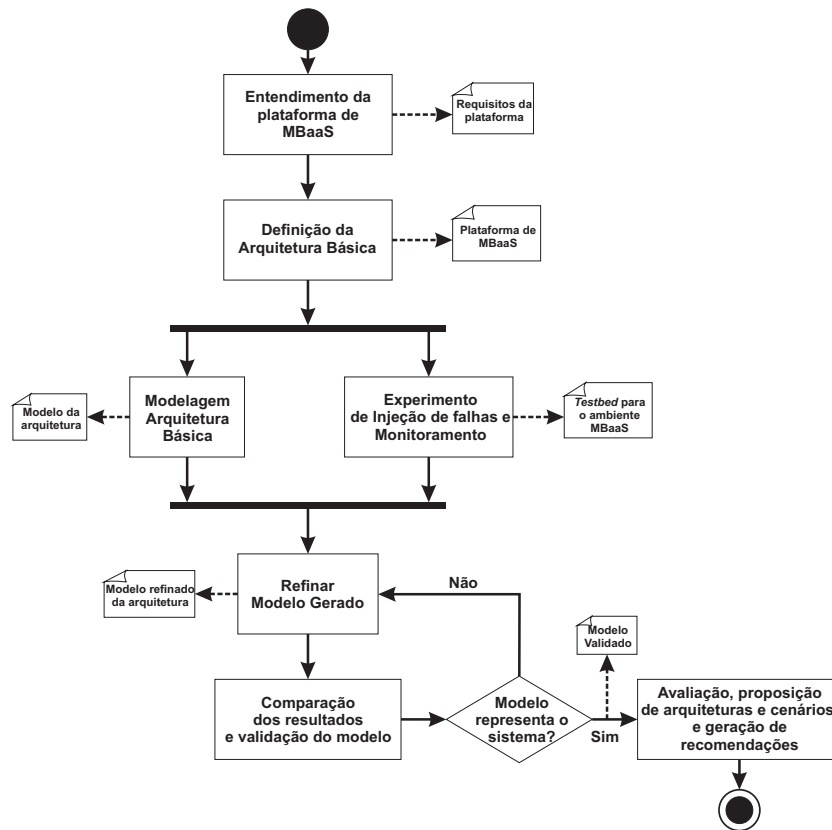 Entendimento da
plataforma de
MBaaS
Requisitos da
plataforma
Definição da
Arquitetura Básica
Plataforma de
MBaaS
Modelo da
arquitetura
Modelagem
Arquitetura
Básica
Experimento
de Injeção de falhas e
Monitoramento
Testbed para
o ambiente
MBaaS
Modelo refinado
da arquitetura
Refinar
Modelo Gerado
Não
Modelo
Validado
Comparação
dos resultados
e validação do modelo
Modelo
representa o
sistema?
Sim
Avaliação, proposição
de arquiteturas e cenários
e geração de
recomendações